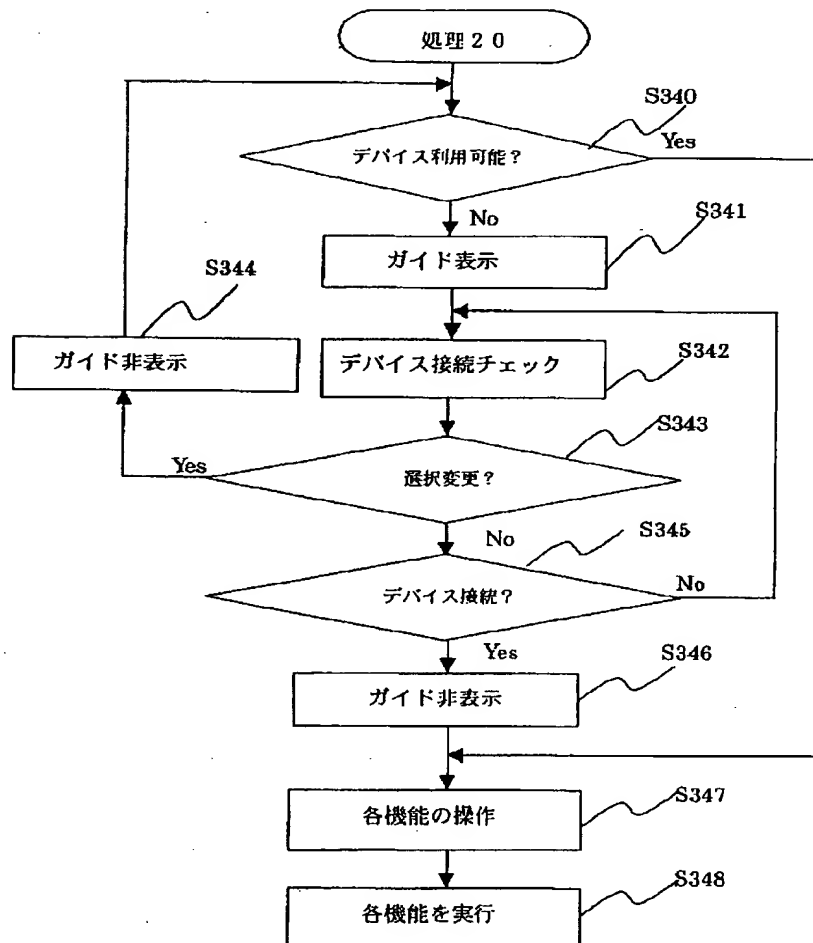 処理20
S340
デバイス利用可能?
Yes
No
S341
ガイド表示
S344
ガイド非表示
S342
デバイス接続チェック
S343
Yes
選択変更?
No
S345
デバイス接続?
No
Yes
S346
ガイド非表示
S347
各機能の操作
S348
各機能を実行